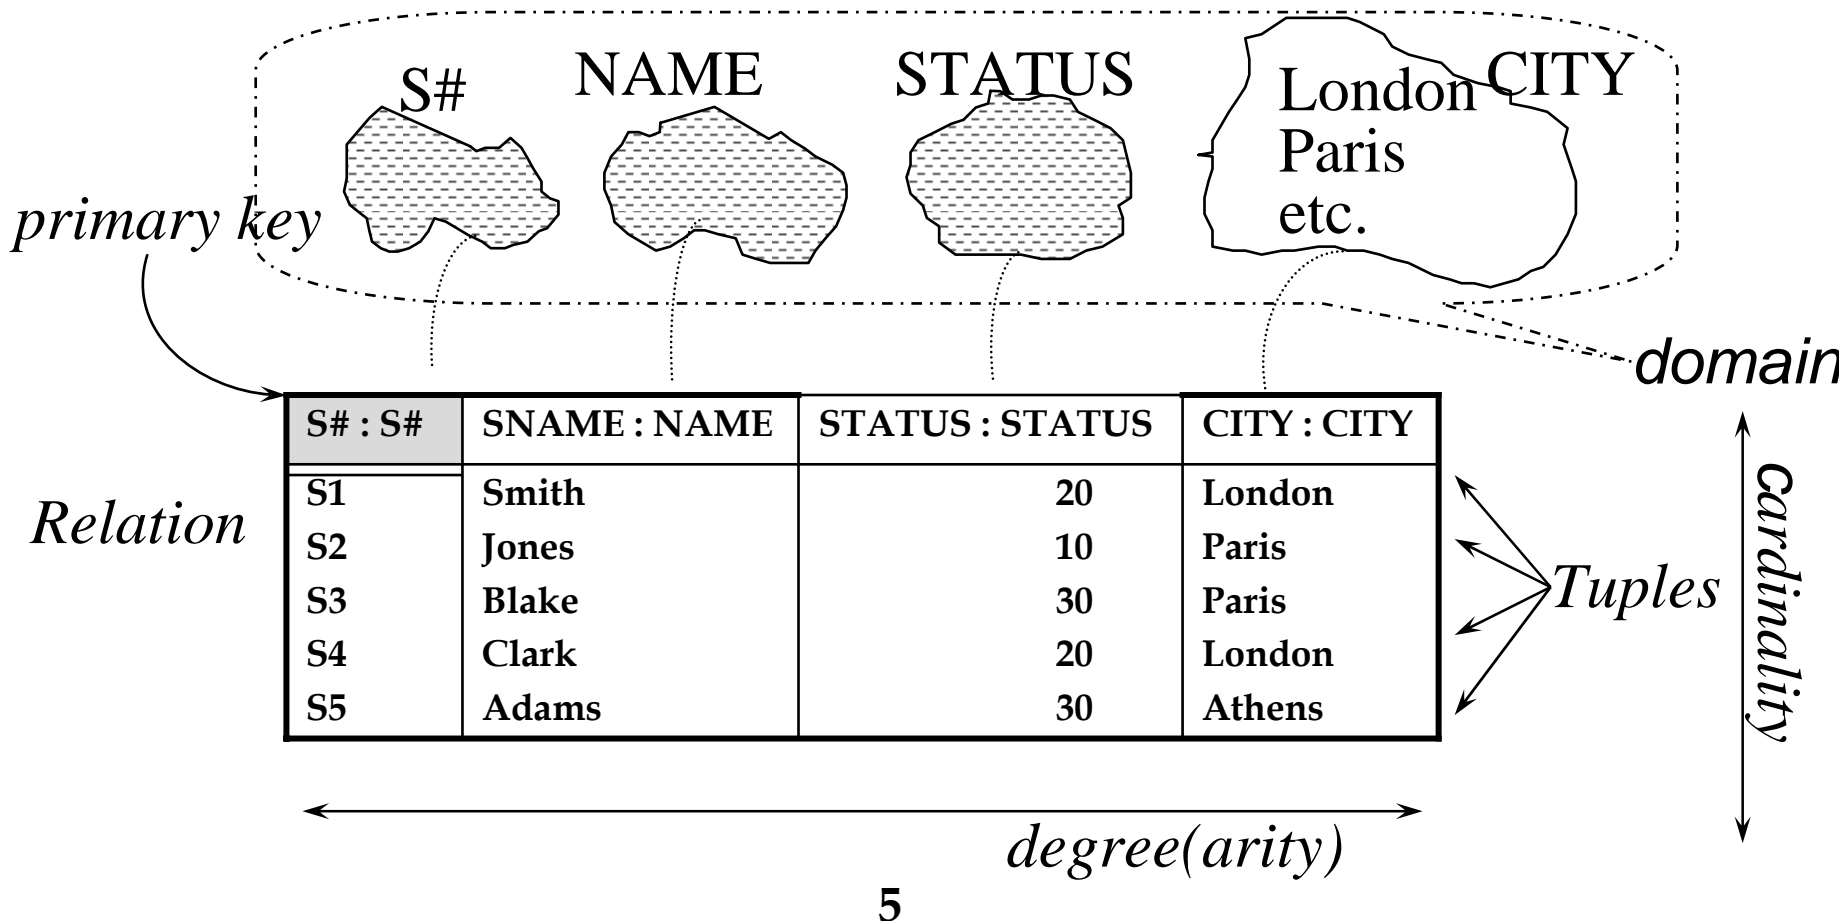 S# NAME STATUS CITY
London
Paris
etc.
primary key
domain
S# : S# SNAME : NAME STATUS : STATUS CITY : CITY
S1 Smith 20 London
S2 Jones 10 Paris
S3 Blake 30 Paris
S4 Clark 20 London
S5 Adams 30 Athens
Relation
Tuples
cardinality
degree(arity)
5